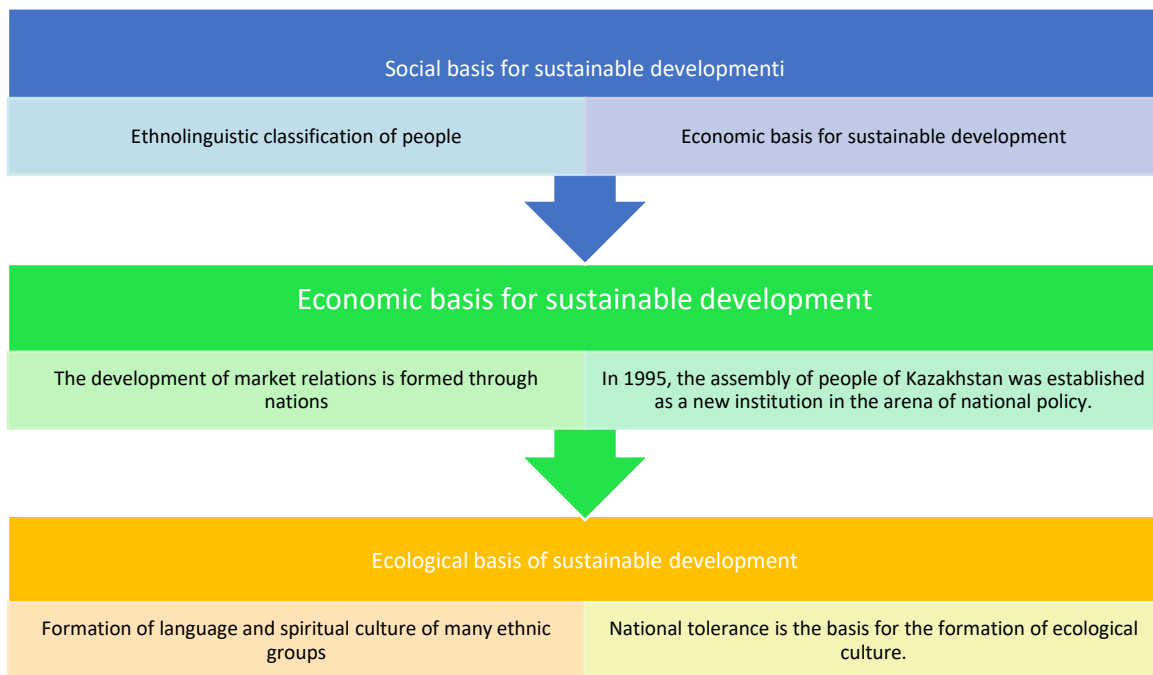 Social basis for sustainable developmenti
Ethnolinguistic classification of people
Economic basis for sustainable development
Economic basis for sustainable development
The development of market relations is formed through
nations
In 1995, the assembly of people of Kazakhstan was established
as a new institution in the arena of national policy.
Ecological basis of sustainable development
Formation of language and spiritual culture of many ethnic
groups
National tolerance is the basis for the formation of ecological
culture.